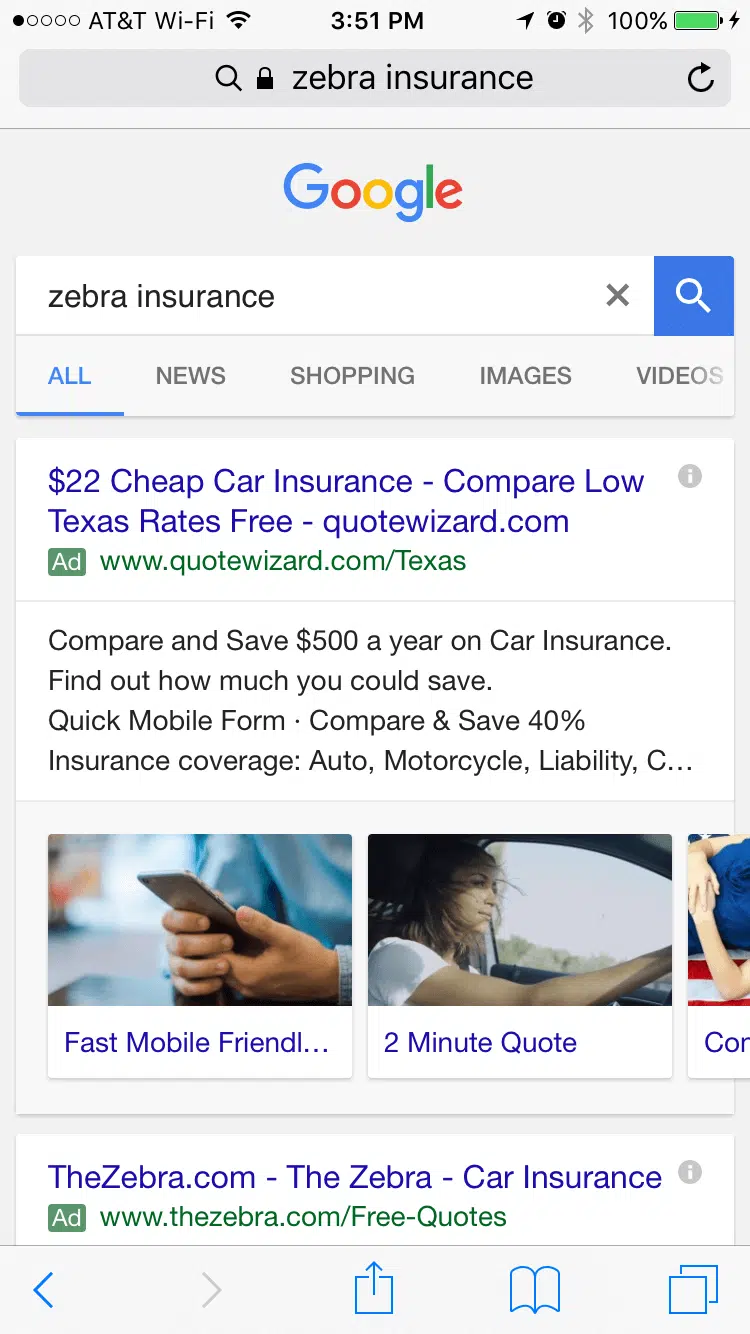 AT&T Wi-Fi 3:51 PM 100%
zebra insurance
Google
zebra insurance
ALL NEWS SHOPPING IMAGES VIDEOS
$22 Cheap Car Insurance - Compare Low
Texas Rates Free - quotewizard.com
Ad www.quotewizard.com/Texas
Compare and Save $500 a year on Car Insurance.
Find out how much you could save.
Quick Mobile Form · Compare & Save 40%
Insurance coverage: Auto, Motorcycle, Liability, C...
Fast Mobile Friendl... 2 Minute Quote Con
TheZebra.com - The Zebra - Car Insurance
Ad www.thezebra.com/Free-Quotes